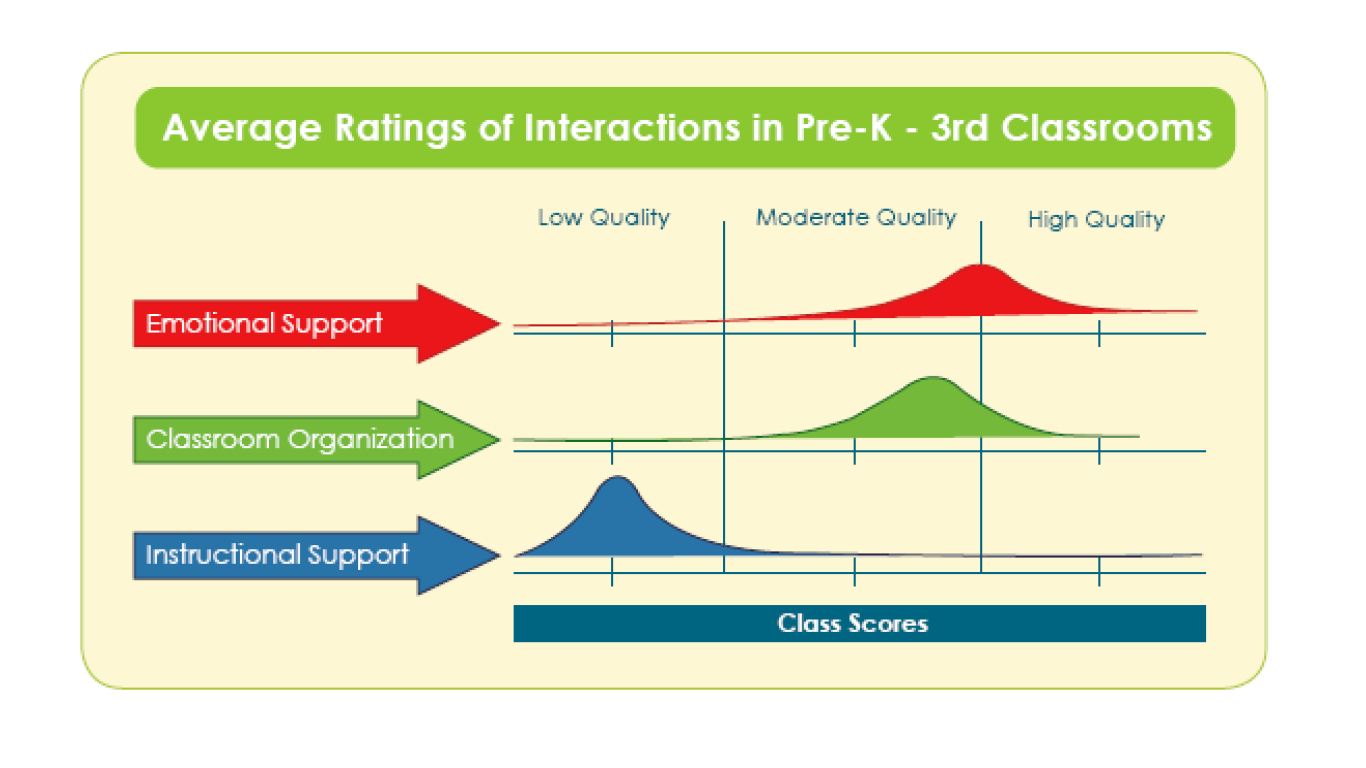 Average Ratings of Interactions in Pre-K - 3rd Classrooms
Low Quality
Moderate Quality
High Quality
Emotional Support
Classroom Organization
Instructional Support
Class Scores